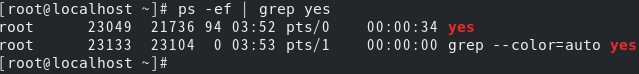 [root@localhost ~]# ps -ef | grep yes
root       23049   21736 94 03:52 pts/0    00:00:34 yes
root       23133   23104  0 03:53 pts/1    00:00:00 grep --color=auto yes
[root@localhost ~]#